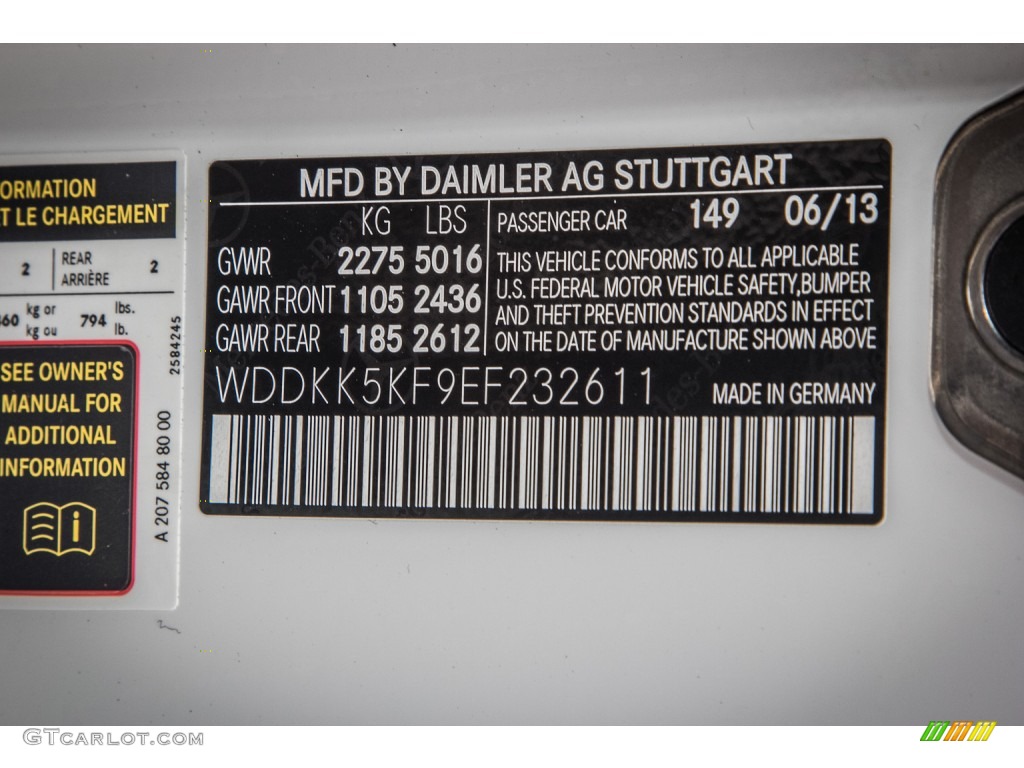 ORMATION
ET LE CHARGEMENT
2 REAR ARRIÈRE 2
kg or kg ou 794 lbs. lb.
2584245
SEE OWNER'S
MANUAL FOR
ADDITIONAL
INFORMATION
i
A 207 584 80 00
MFD BY DAIMLER AG STUTTGART
KG LBS
GWWR 2275 5016
GAWR FRONT 1105 2436
GAWR REAR 1185 2612
PASSENGER CAR 149 06/13
THIS VEHICLE CONFORMS TO ALL APPLICABLE
U.S. FEDERAL MOTOR VEHICLE SAFETY,BUMPER
AND THEFT PREVENTION STANDARDS IN EFFECT
ON THE DATE OF MANUFACTURE SHOWN ABOVE
WDDKK5KF9EF232611 MADE IN GERMANY
GTCARLOT.COM